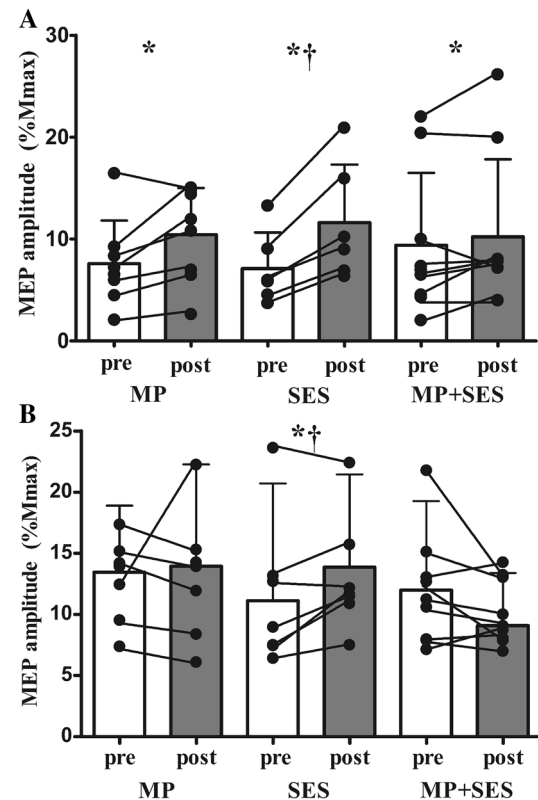 A
30
*
*†
*
20
10
0
MEP amplitude (%Mmax)
pre post pre post pre post
MP SES MP+SES
B
25
*†
20
15
10
5
0
MEP amplitude (%Mmax)
pre post pre post pre post
MP SES MP+SES